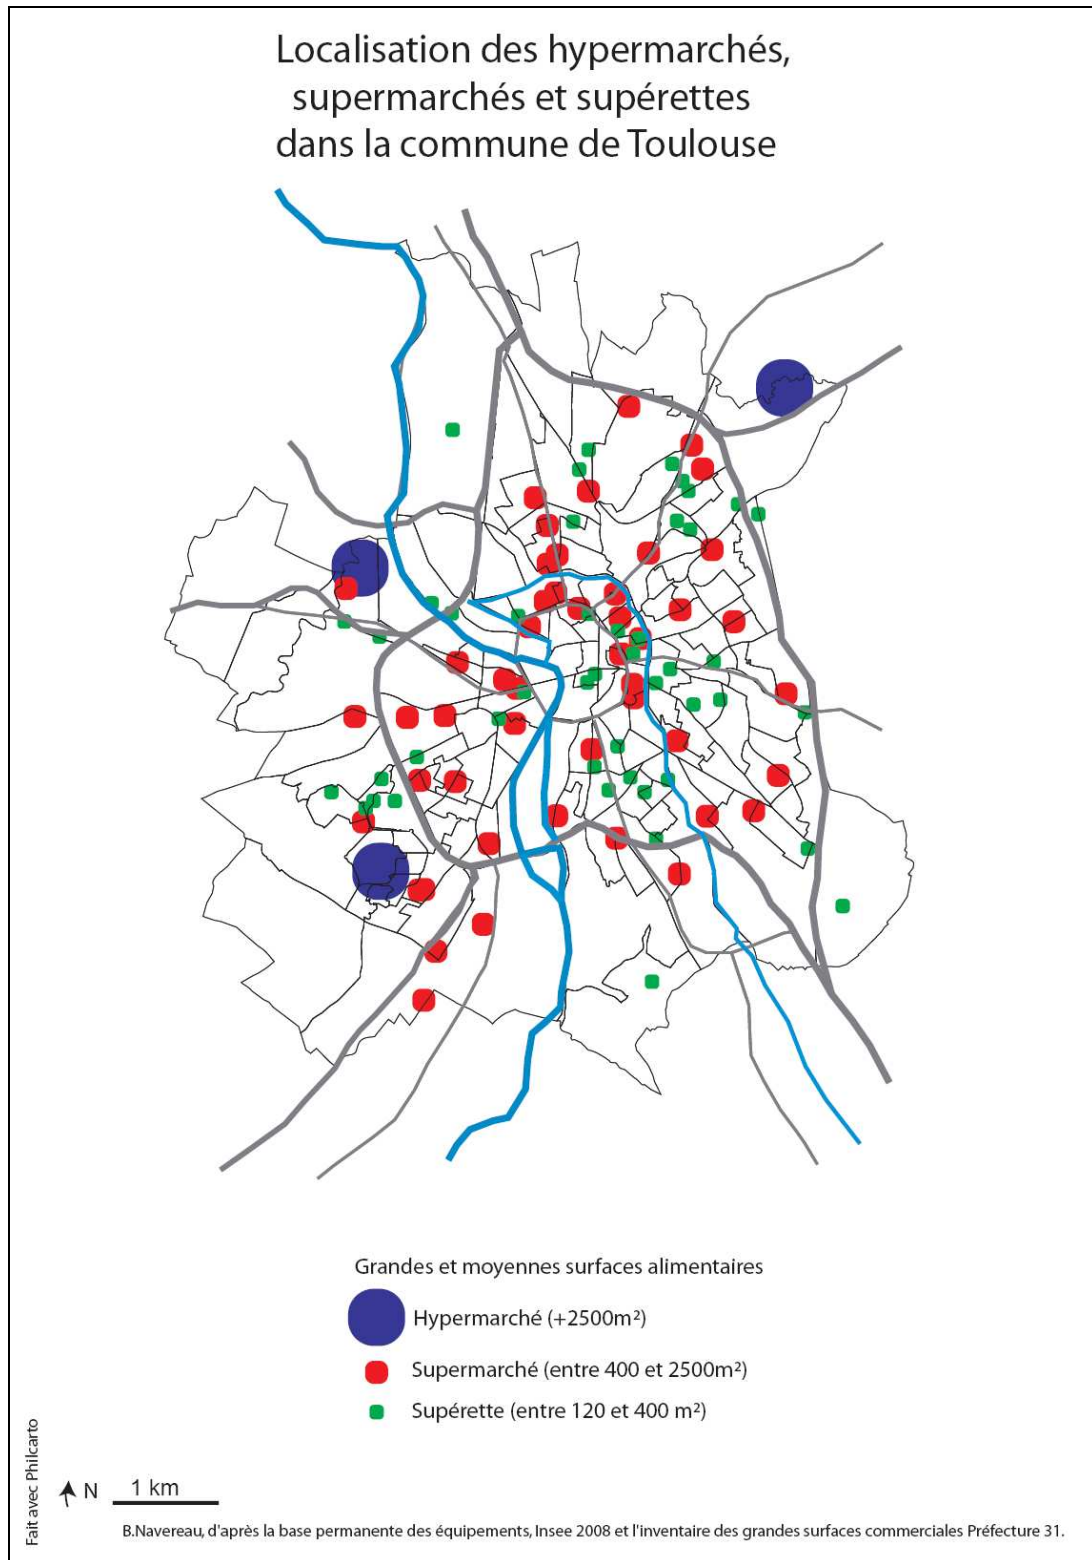 Localisation des hypermarchés,
supermarchés et supérettes
dans la commune de Toulouse
Grandes et moyennes surfaces alimentaires
Hypermarché (+2500m²)
Supermarché (entre 400 et 2500m²)
Supérette (entre 120 et 400 m²)
Fait avec Philcarto
N
1 km
B.Navereau, d'après la base permanente des équipements, Insee 2008 et l'inventaire des grandes surfaces commerciales Préfecture 31.